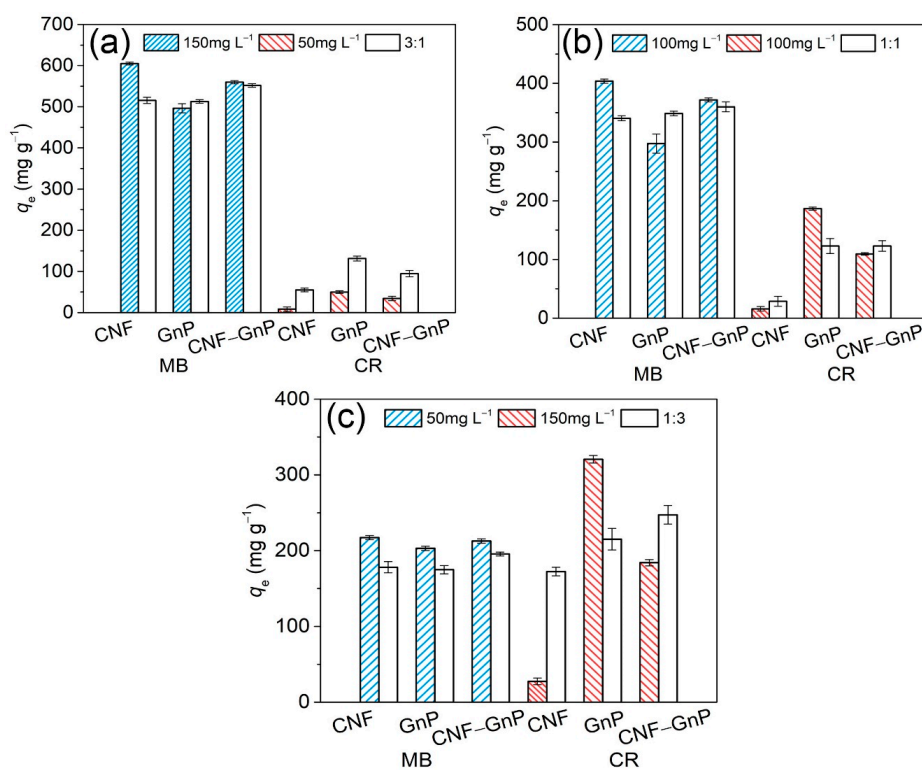 (a)
150mg L⁻¹ 50mg L⁻¹ 3:1
700
600
500
400
300
200
100
0
qe (mg g⁻¹)
CNF GnP CNF–GnP CNF GnP CNF–GnP
MB CR
(b)
100mg L⁻¹ 100mg L⁻¹ 1:1
500
400
300
200
100
0
qe (mg g⁻¹)
CNF GnP CNF–GnP CNF GnP CNF–GnP
MB CR
(c)
50mg L⁻¹ 150mg L⁻¹ 1:3
400
300
200
100
0
qe (mg g⁻¹)
CNF GnP CNF–GnP CNF GnP CNF–GnP
MB CR